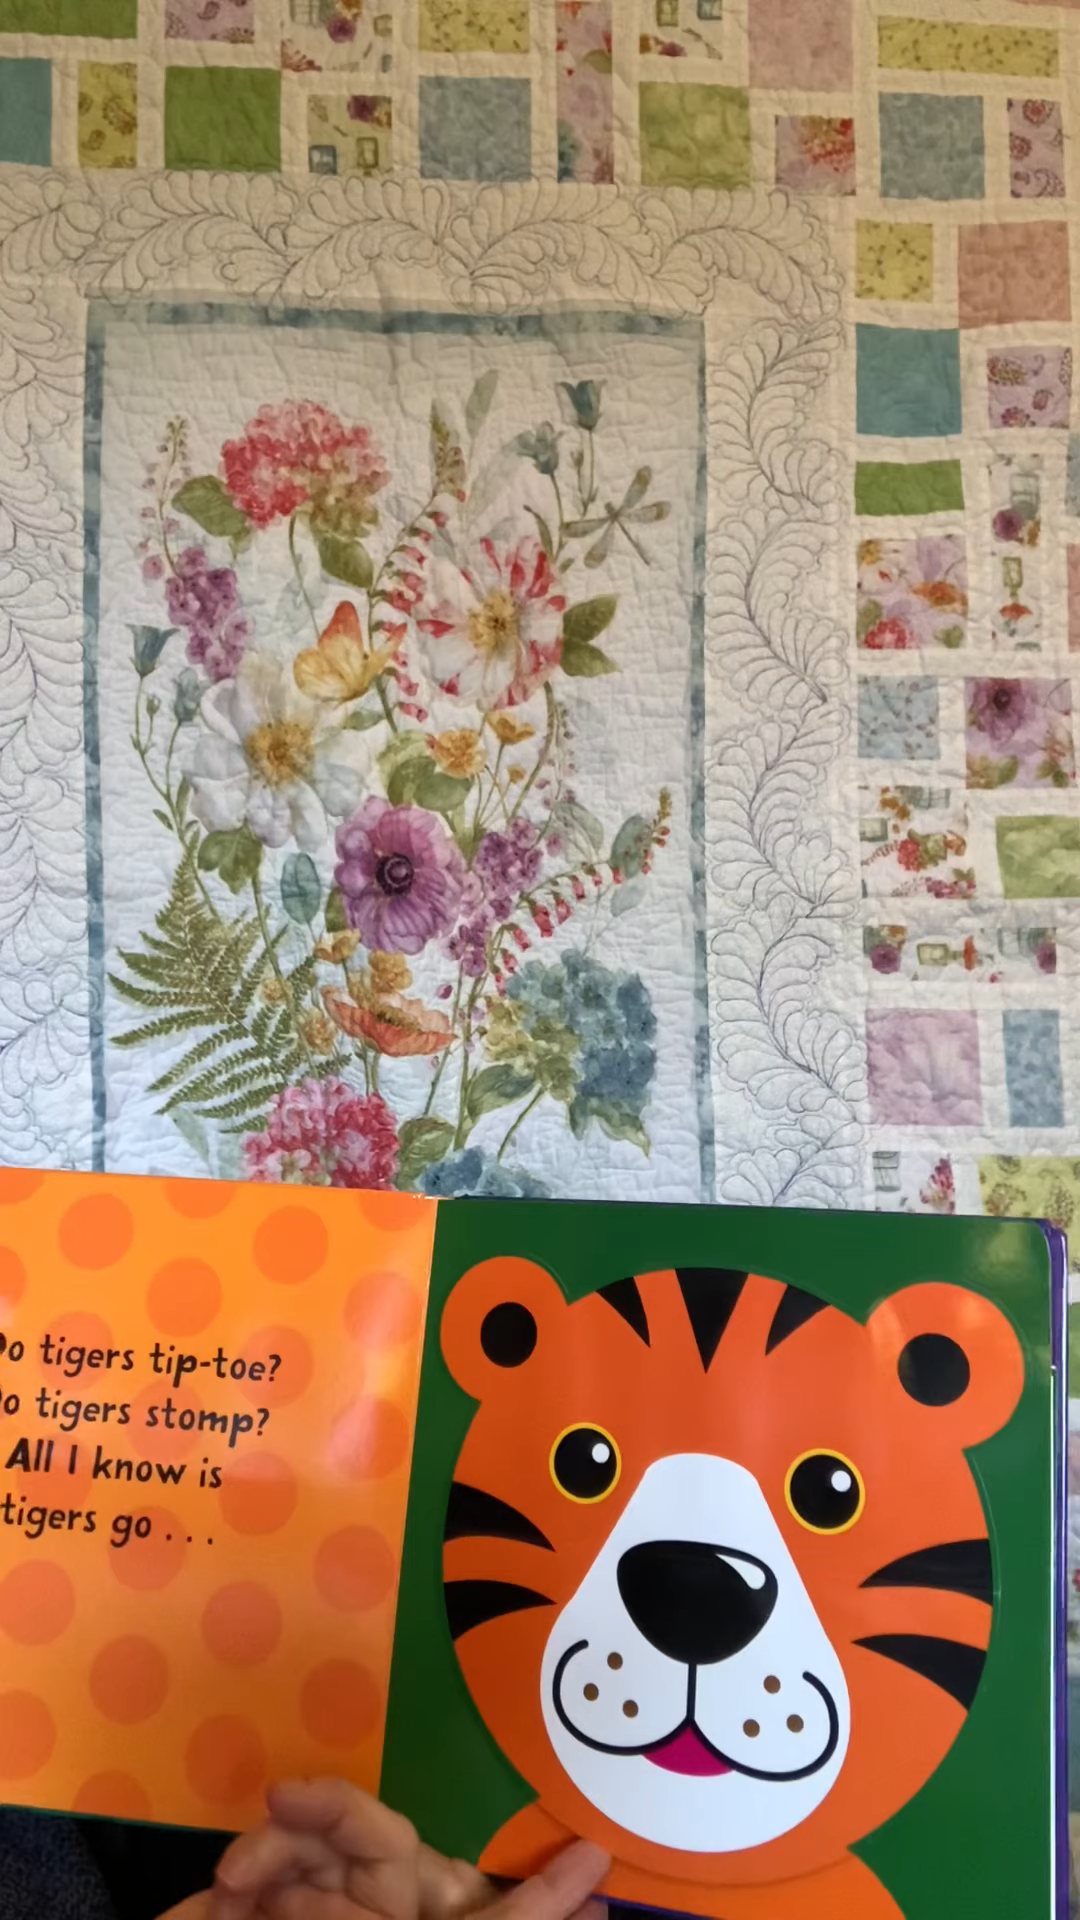 o tigers tip-toe?
o tigers stomp?
All I know is
tigers go . . .